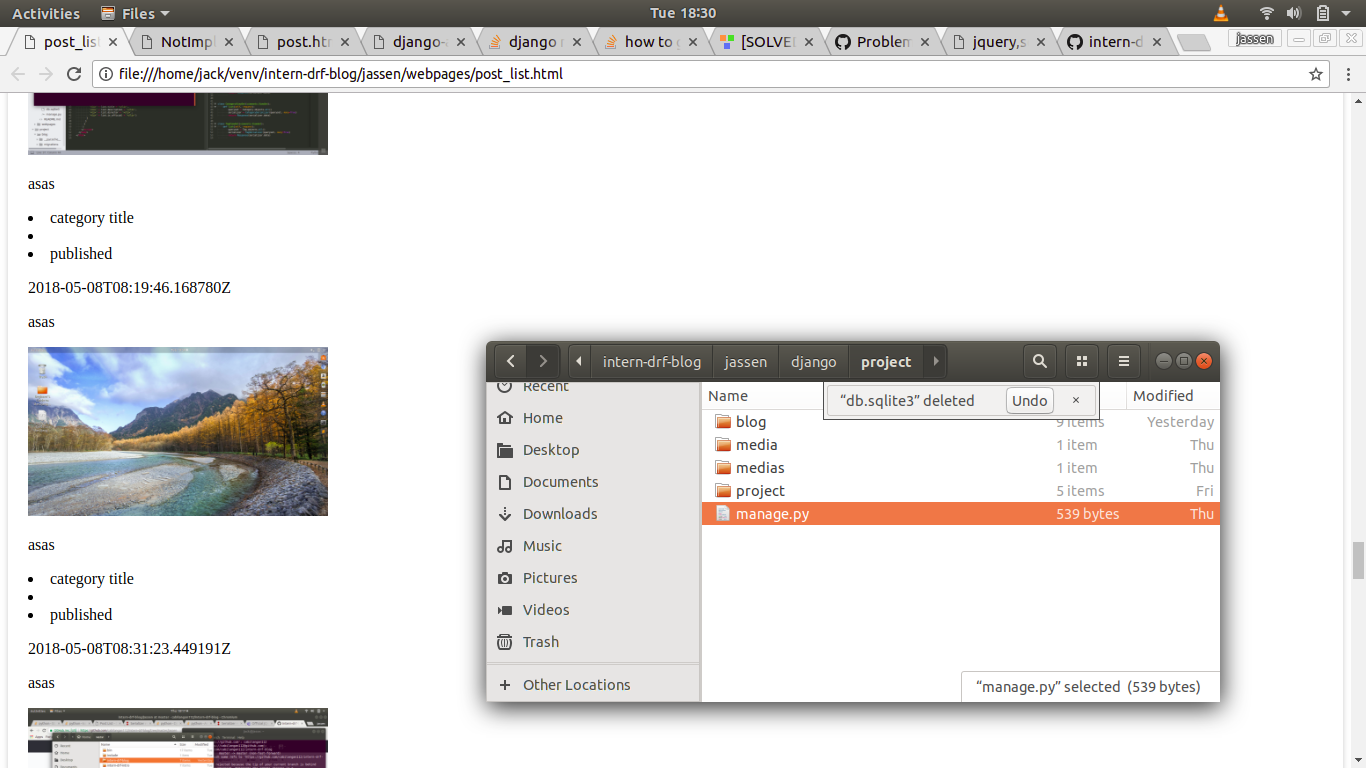 Activities Files Tue 18:30
post_lis NotImpl post.htm django- django r how to g [SOLVE Problem jquery,s intern-d jassen
file:///home/jack/venv/intern-drf-blog/jassen/webpages/post_list.html
asas
category title
published
2018-05-08T08:19:46.168780Z
asas
asas
category title
published
2018-05-08T08:31:23.449191Z
asas
intern-drf-blog jassen django project
Recent
Home
Desktop
Documents
Downloads
Music
Pictures
Videos
Trash
Other Locations
Name Modified
“db.sqlite3” deleted Undo
blog 9 items Yesterday
media 1 item Thu
medias 1 item Thu
project 5 items Fri
manage.py 539 bytes Thu
“manage.py” selected (539 bytes)